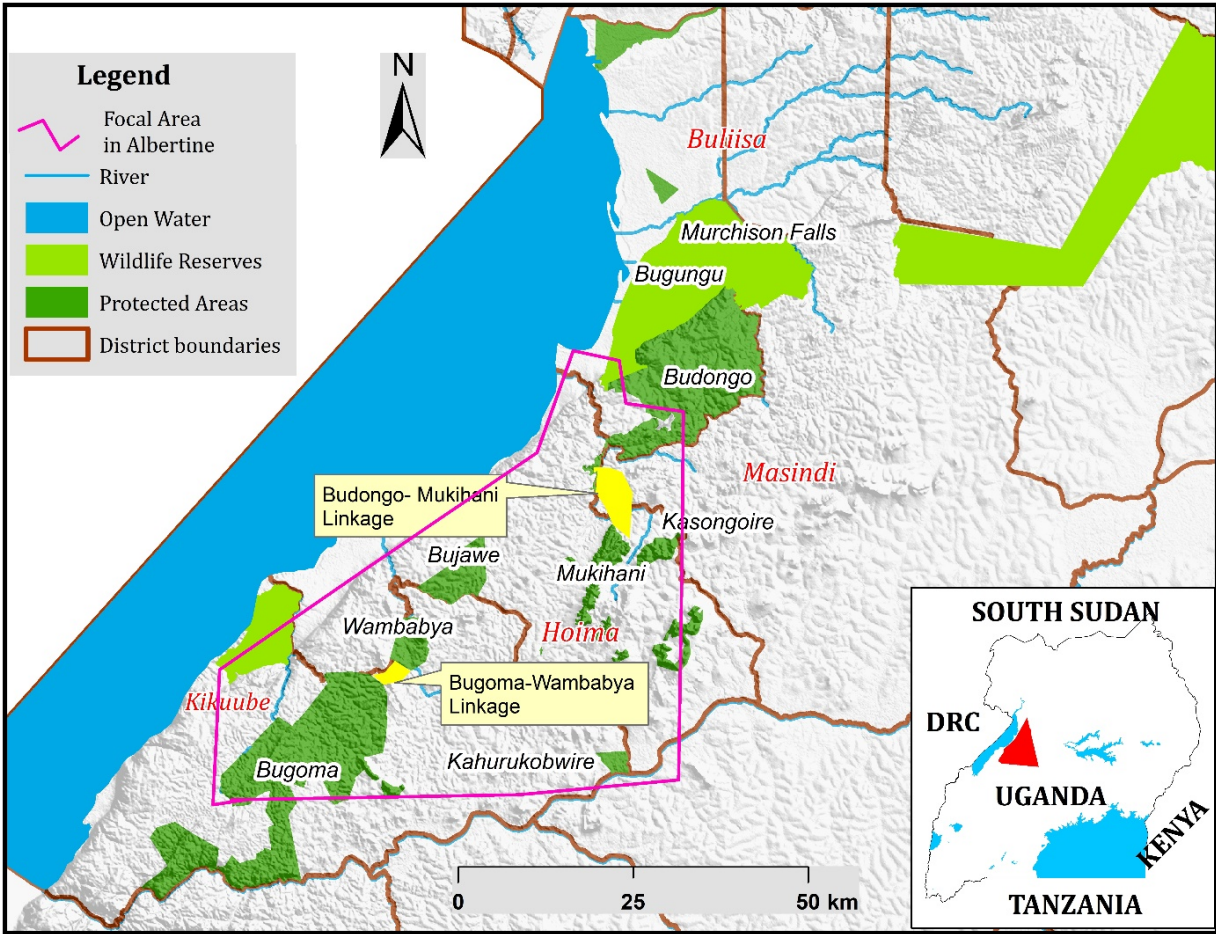 Legend
Focal Area
in Albertine
River
Open Water
Wildlife Reserves
Protected Areas
District boundaries
N
Buliisa
Murchison Falls
Bugungu
Budongo
Masindi
Budongo- Mukihani
Linkage
Kasongoire
Bujawe
Mukihani
Wambabya
Hoima
Bugoma-Wambabya
Linkage
Kikuube
Bugoma
Kahurukobwire
0 25 50 km
SOUTH SUDAN
DRC
UGANDA
KENYA
TANZANIA